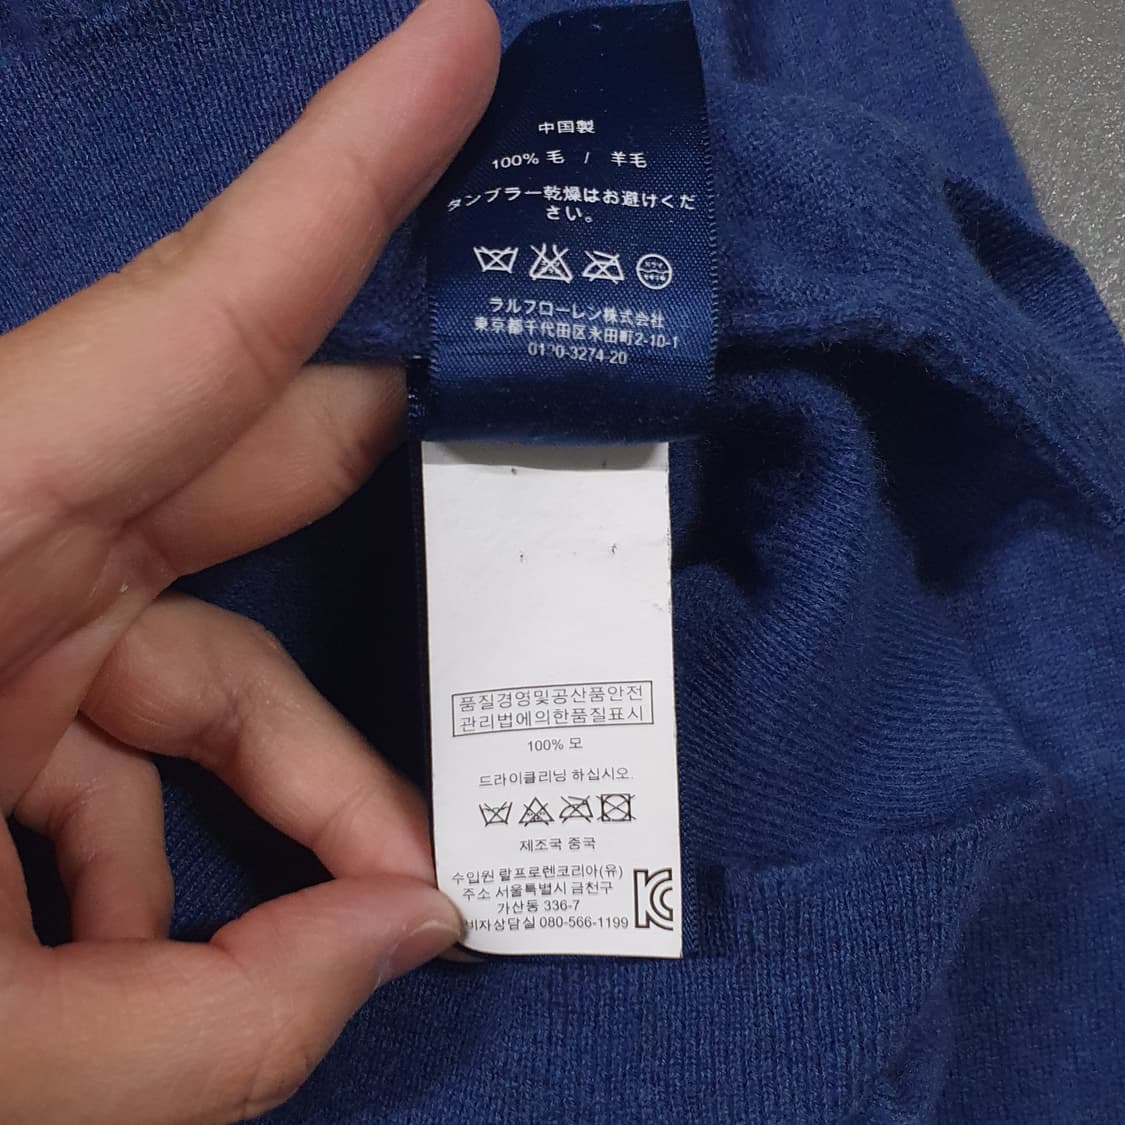 中国製
100% 毛 / 羊毛
タンブラー乾燥はお避けくだ
さい。
ラルフローレン株式会社
東京都千代田区永田町2-10-1
0120-3274-20
품질경영및공산품안전
관리법에의한품질표시
100% 모
드라이클리닝 하십시오.
제조국 중국
수입원 랄프로렌코리아(유)
주소 서울특별시 금천구
가산동 336-7
비자상담실 080-566-1199